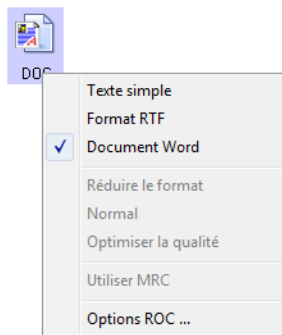 DOC
Texte simple
Format RTF
Document Word
Réduire le format
Normal
Optimiser la qualité
Utiliser MRC
Options ROC ...